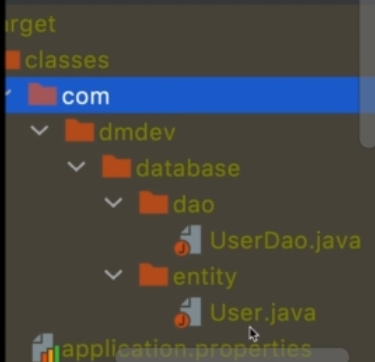 arget
classes
com
dmdev
database
dao
UserDao.java
entity
User.java
application.properties